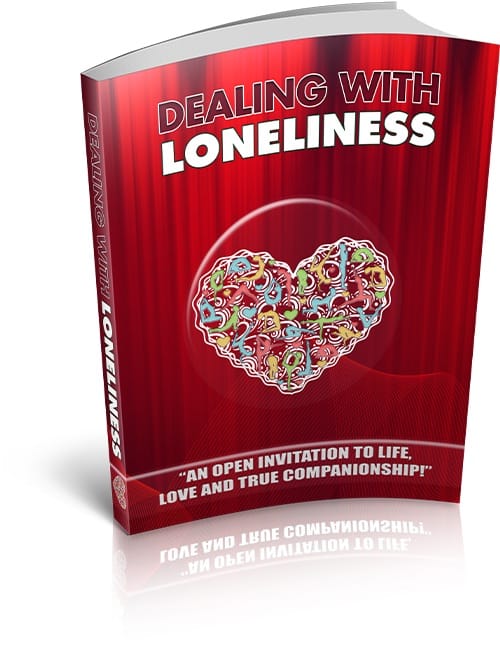 DEALING WITH
LONELINESS
"AN OPEN INVITATION TO LIFE,
LOVE AND TRUE COMPANIONSHIP!"
DEALING WITH LONELINESS